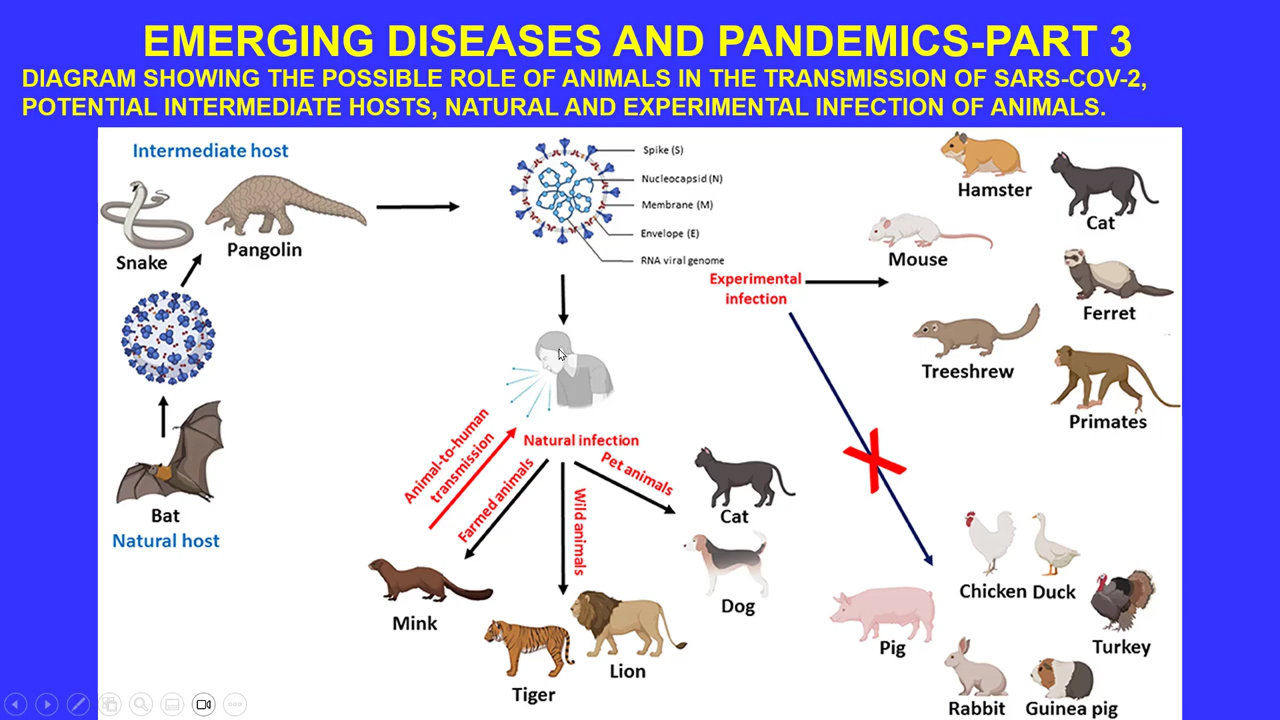 EMERGING DISEASES AND PANDEMICS-PART 3
DIAGRAM SHOWING THE POSSIBLE ROLE OF ANIMALS IN THE TRANSMISSION OF SARS-COV-2,
POTENTIAL INTERMEDIATE HOSTS, NATURAL AND EXPERIMENTAL INFECTION OF ANIMALS.
Intermediate host
Snake
Pangolin
Bat
Natural host
Spike (S)
Nucleocapsid (N)
Membrane (M)
Envelope (E)
RNA viral genome
Experimental
infection
Hamster
Cat
Mouse
Ferret
Treeshrew
Primates
Natural infection
Animal-to-human
transmission
Farmed animals
Wild animals
Pet animals
Cat
Dog
Mink
Tiger
Lion
Chicken
Duck
Pig
Turkey
Rabbit
Guinea pig